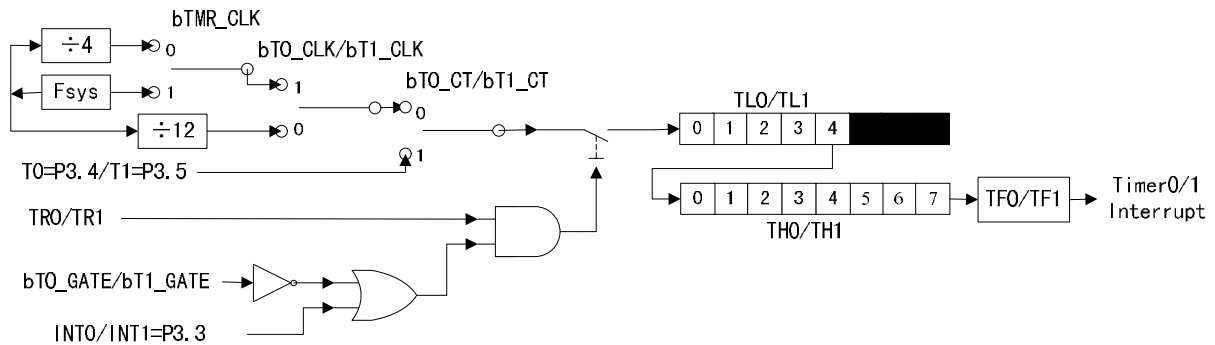 bTMR_CLK
÷4
0
bT0_CLK/bT1_CLK
Fsys
1
1
bT0_CT/bT1_CT
0
÷12
0
1
T0=P3.4/T1=P3.5
TL0/TL1
0 1 2 3 4
0 1 2 3 4 5 6 7
TH0/TH1
TF0/TF1
Timer0/1
Interrupt
TR0/TR1
bT0_GATE/bT1_GATE
INT0/INT1=P3.3